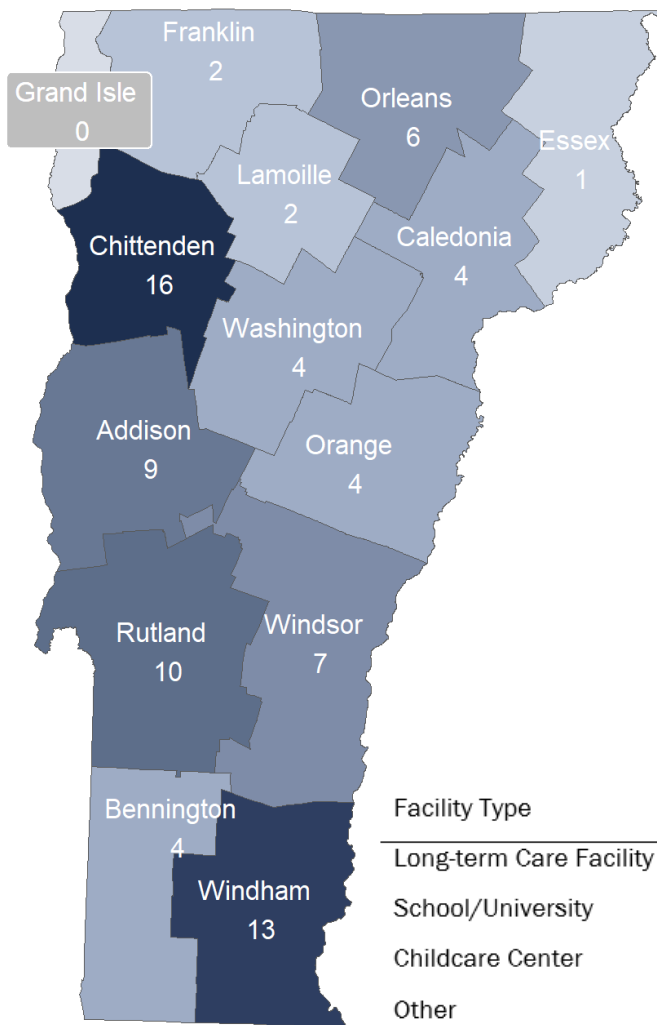 Franklin
2
Grand Isle
0
Orleans
6
Essex
1
Lamoille
2
Chittenden
16
Caledonia
4
Washington
4
Addison
9
Orange
4
Rutland
10
Windsor
7
Bennington
4
Windham
13
Facility Type
Long-term Care Facility
School/University
Childcare Center
Other